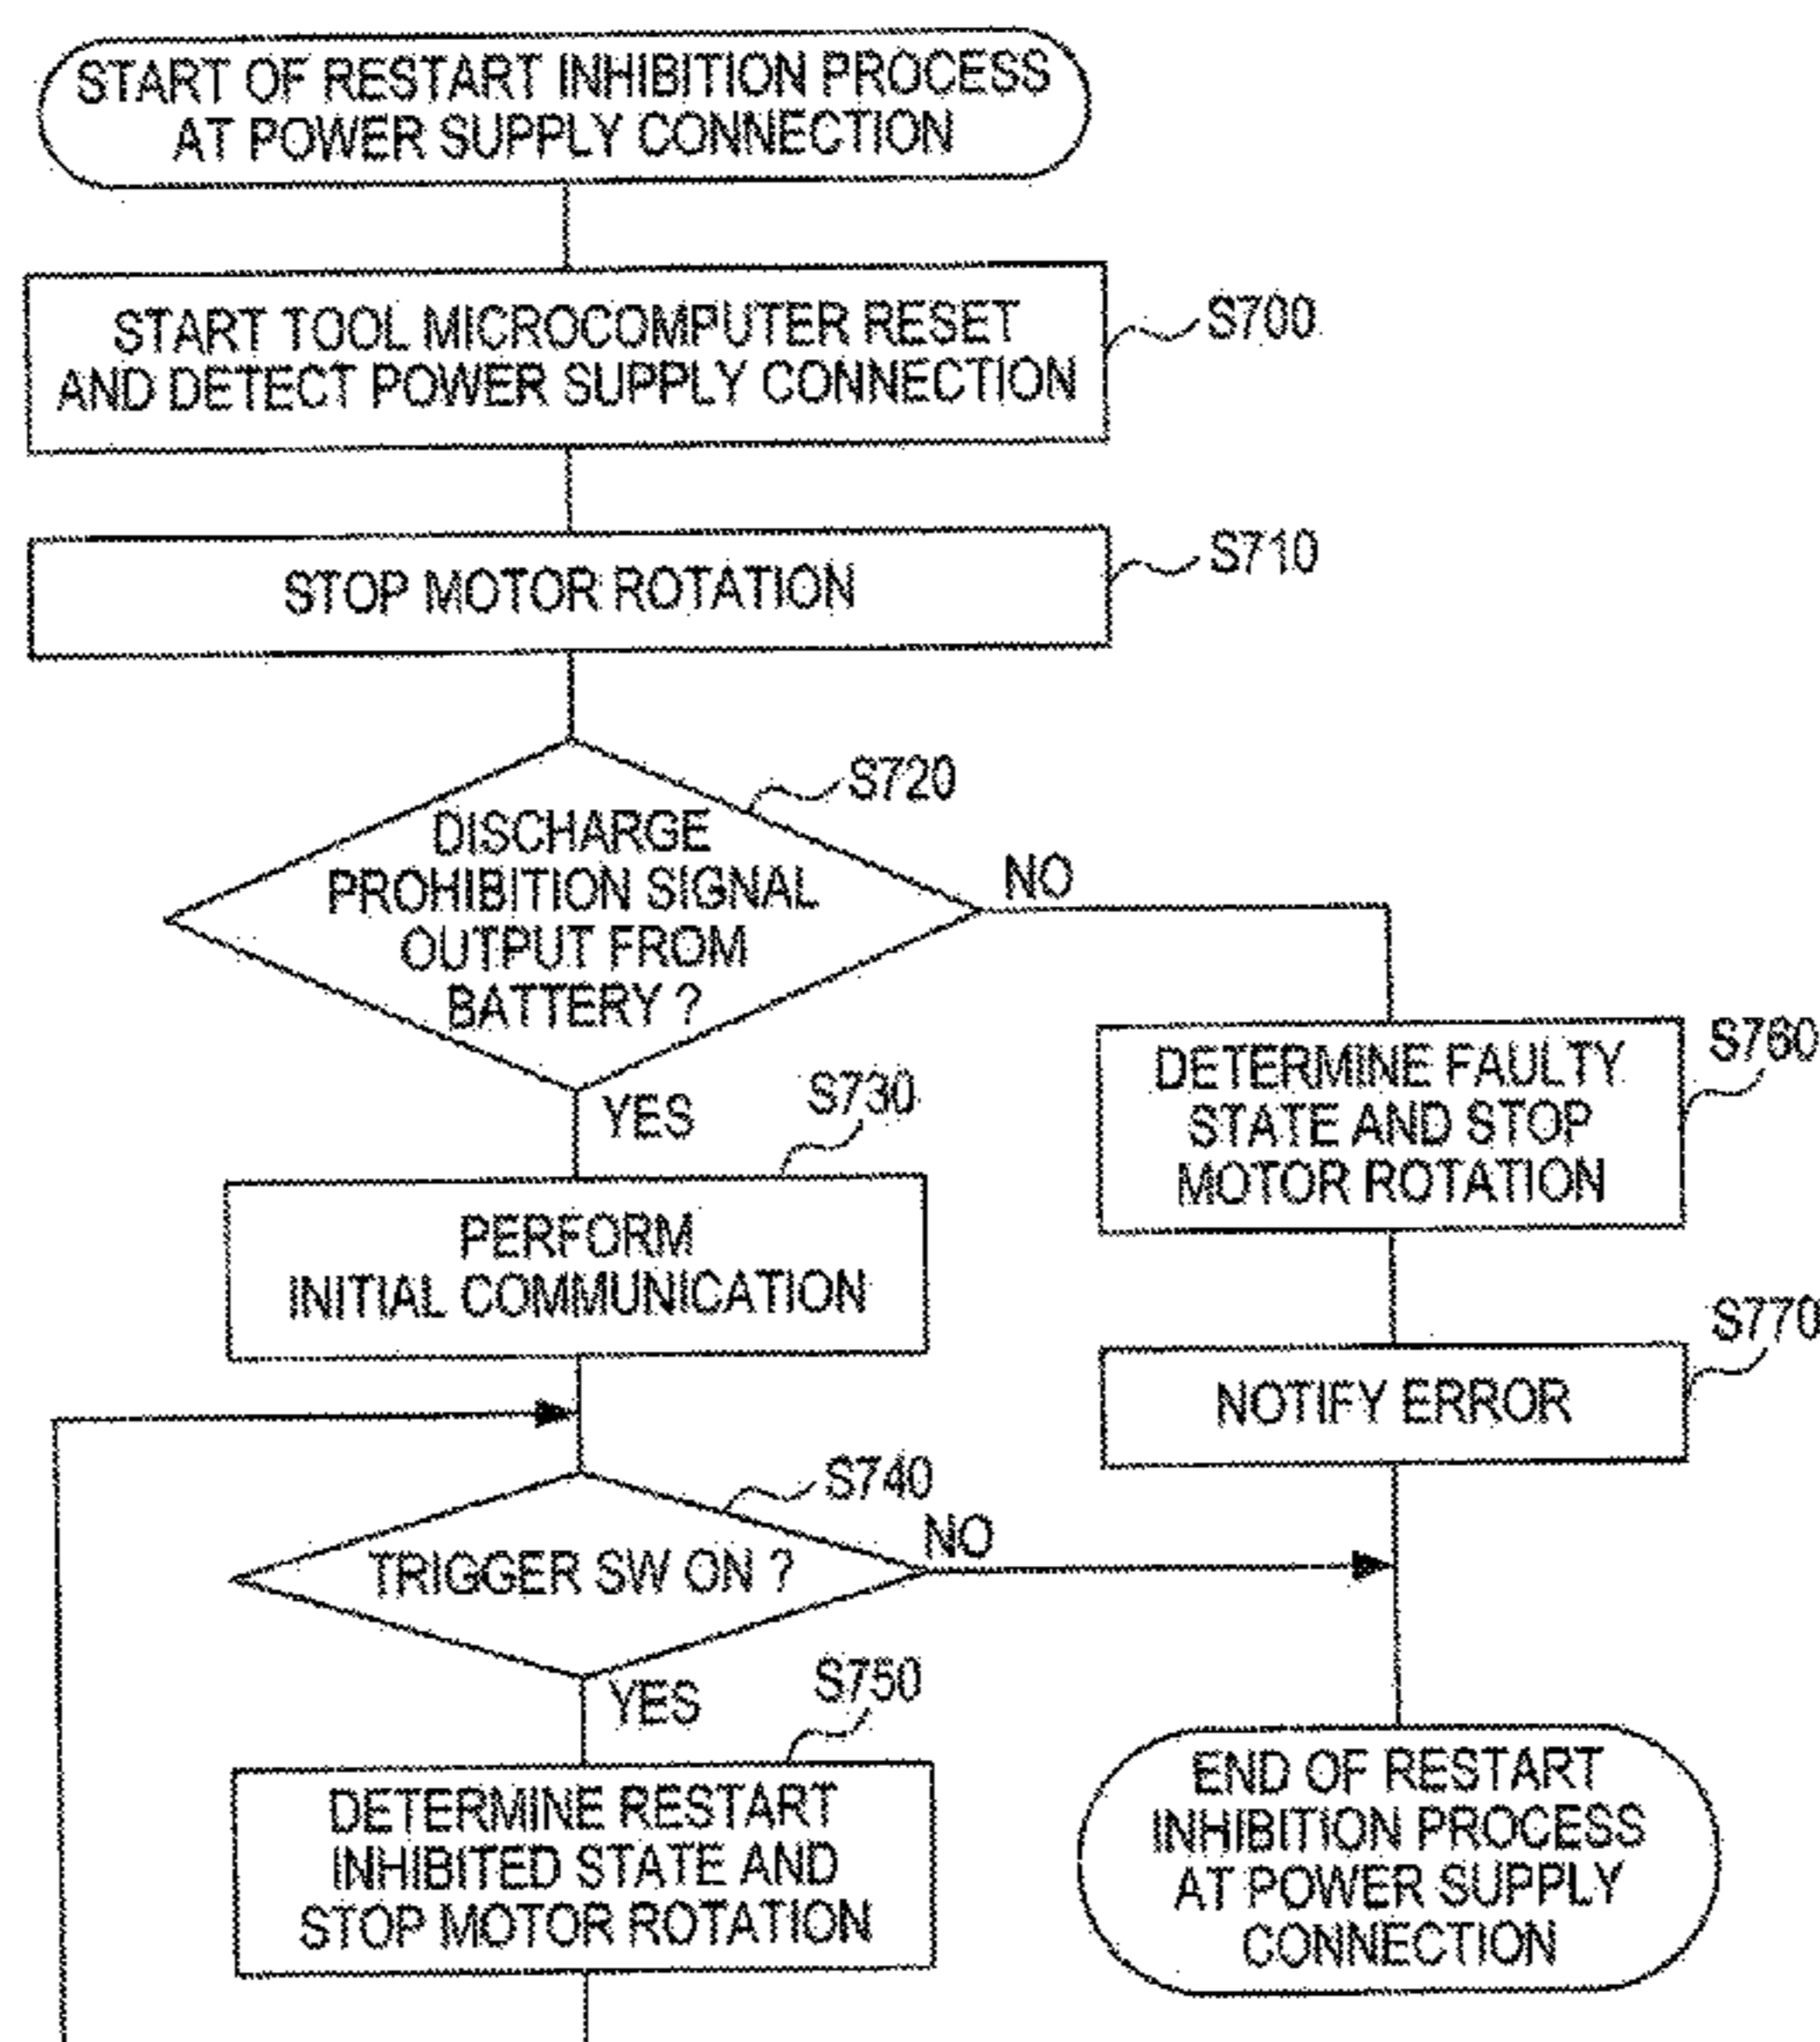 START OF RESTART INHIBITION PROCESS
AT POWER SUPPLY CONNECTION
START TOOL MICROCOMPUTER RESET
AND DETECT POWER SUPPLY CONNECTION
S700
STOP MOTOR ROTATION
S710
S720
DISCHARGE
PROHIBITION SIGNAL
OUTPUT FROM
BATTERY ?
NO
YES
S730
PERFORM
INITIAL COMMUNICATION
S760
DETERMINE FAULTY
STATE AND STOP
MOTOR ROTATION
S770
NOTIFY ERROR
S740
TRIGGER SW ON ?
NO
YES
S750
DETERMINE RESTART
INHIBITED STATE AND
STOP MOTOR ROTATION
END OF RESTART
INHIBITION PROCESS
AT POWER SUPPLY
CONNECTION